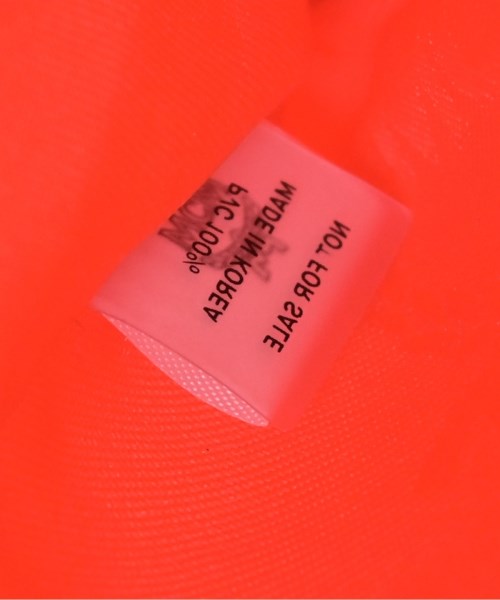 PVC 100%
MADE IN KOREA
NOT FOR SALE